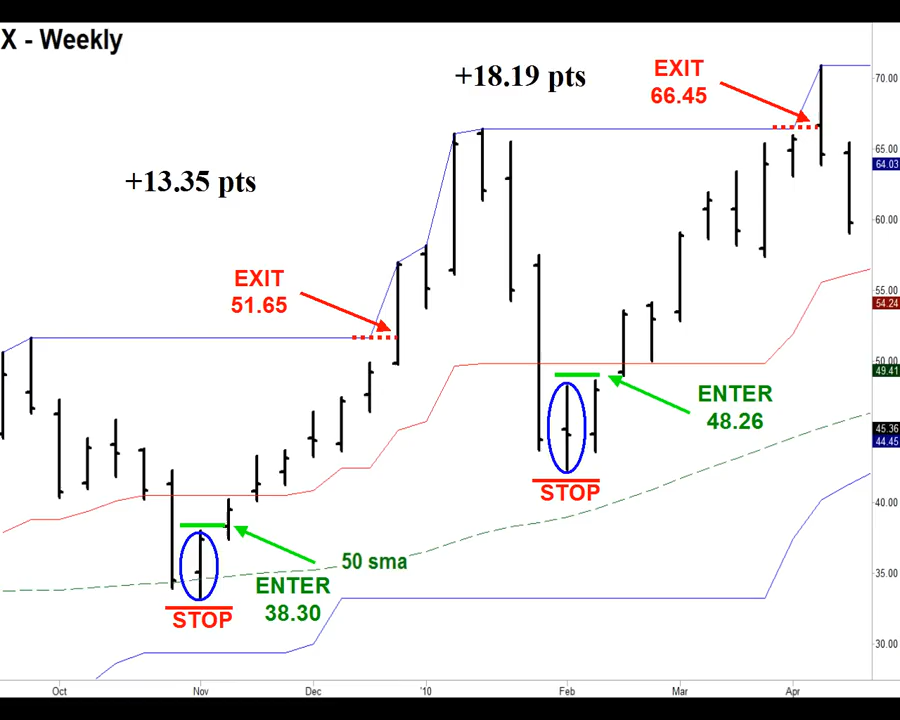 X - Weekly
+18.19 pts
EXIT
66.45
+13.35 pts
EXIT
51.65
ENTER
48.26
STOP
50 sma
ENTER
38.30
STOP
70.00
65.00
64.03
60.00
55.00
54.24
50.00
49.41
45.36
44.45
40.00
35.00
30.00
Oct
Nov
Dec
'10
Feb
Mar
Apr